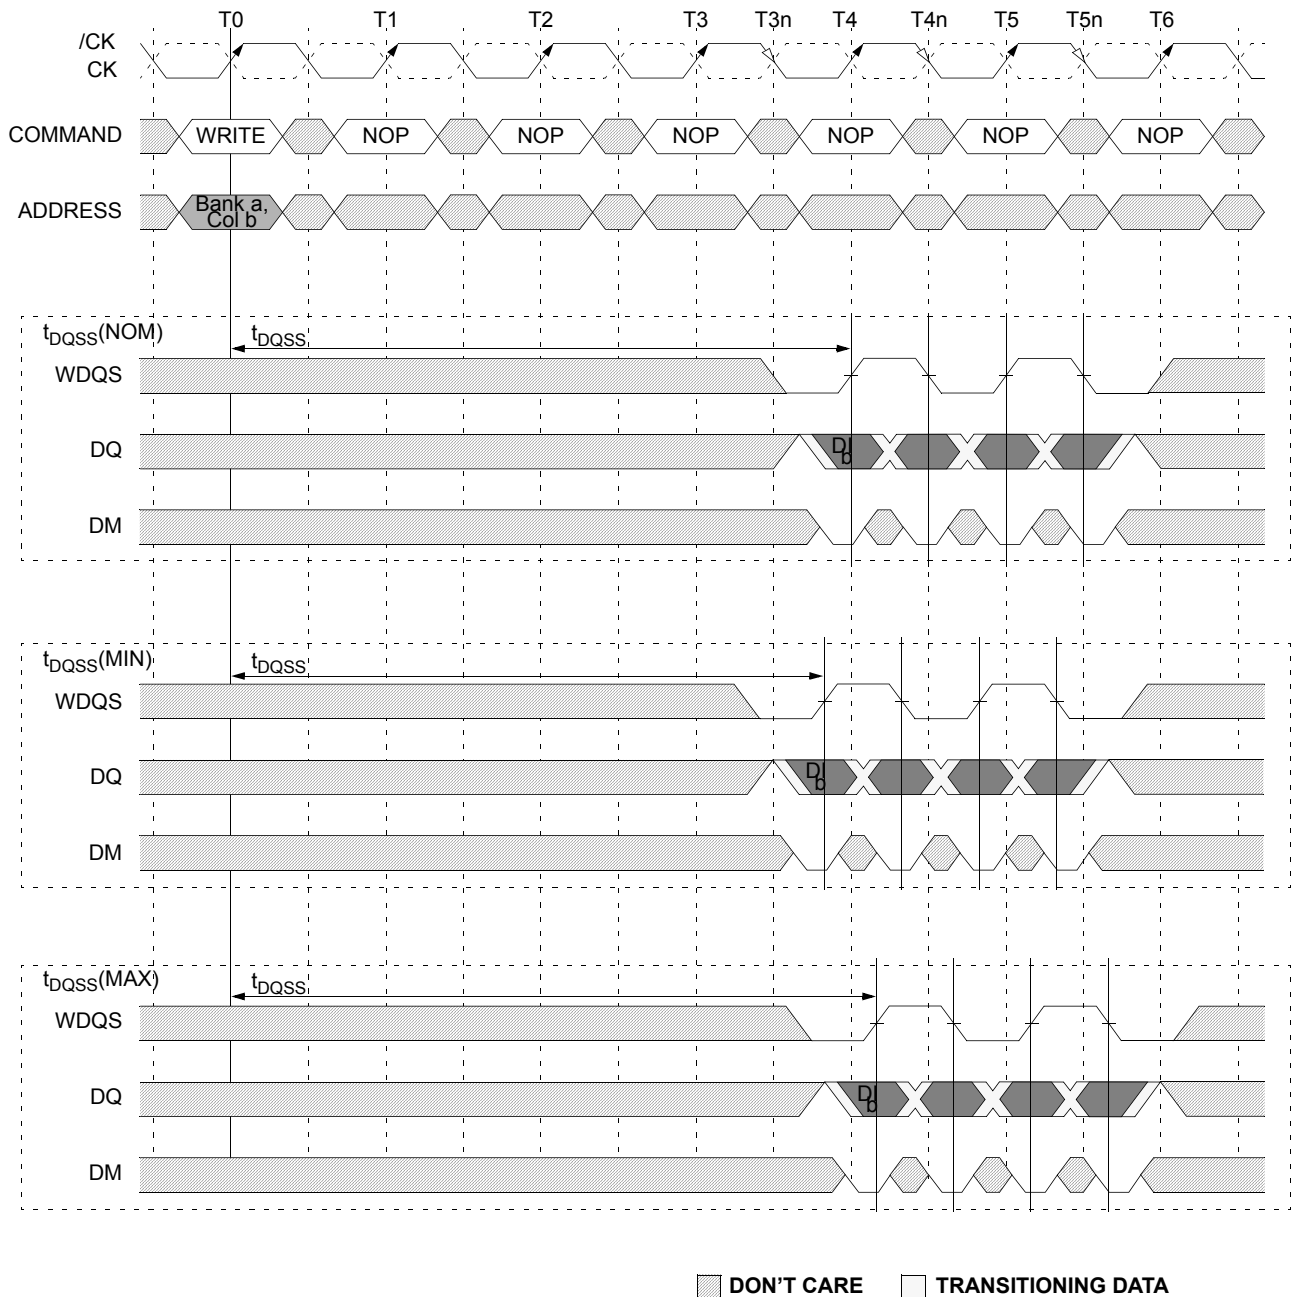 T0 T1 T2 T3 T3n T4 T4n T5 T5n T6
/CK
CK
COMMAND WRITE NOP NOP NOP NOP NOP NOP
ADDRESS Bank a,
Col b
tDQSS(NOM) tDQSS
WDQS
DQ DI
b
DM
tDQSS(MIN) tDQSS
WDQS
DQ DI
b
DM
tDQSS(MAX) tDQSS
WDQS
DQ DI
b
DM
DON'T CARE TRANSITIONING DATA